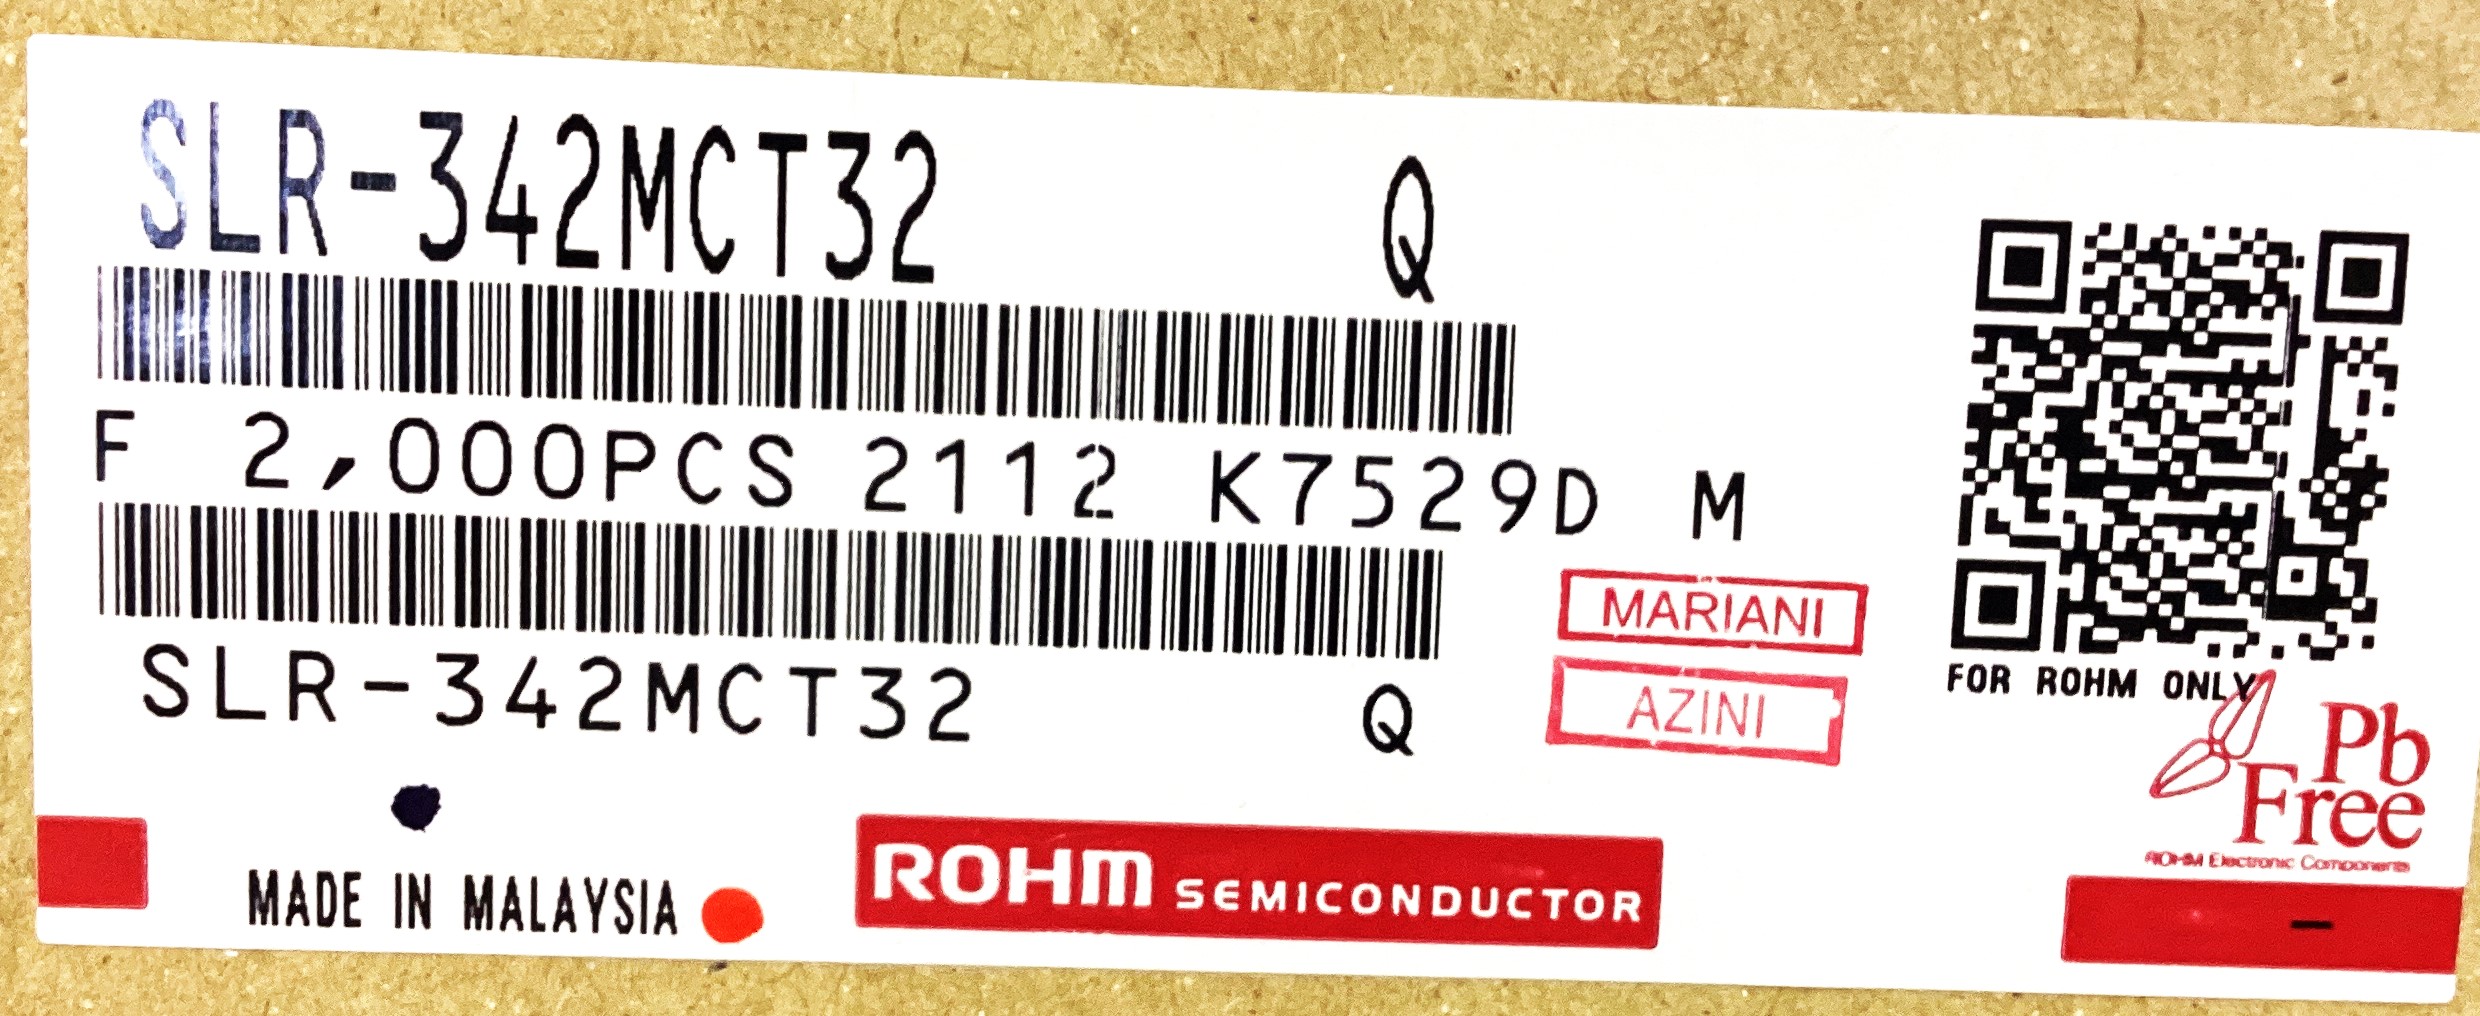 SLR-342MCT32 Q
F 2,000PCS 2112 K7529D M
MARIANI
AZINI
SLR-342MCT32 Q
FOR ROHM ONLY
Pb
Free
ROHM Electronic Components
MADE IN MALAYSIA
ROHM SEMICONDUCTOR
-